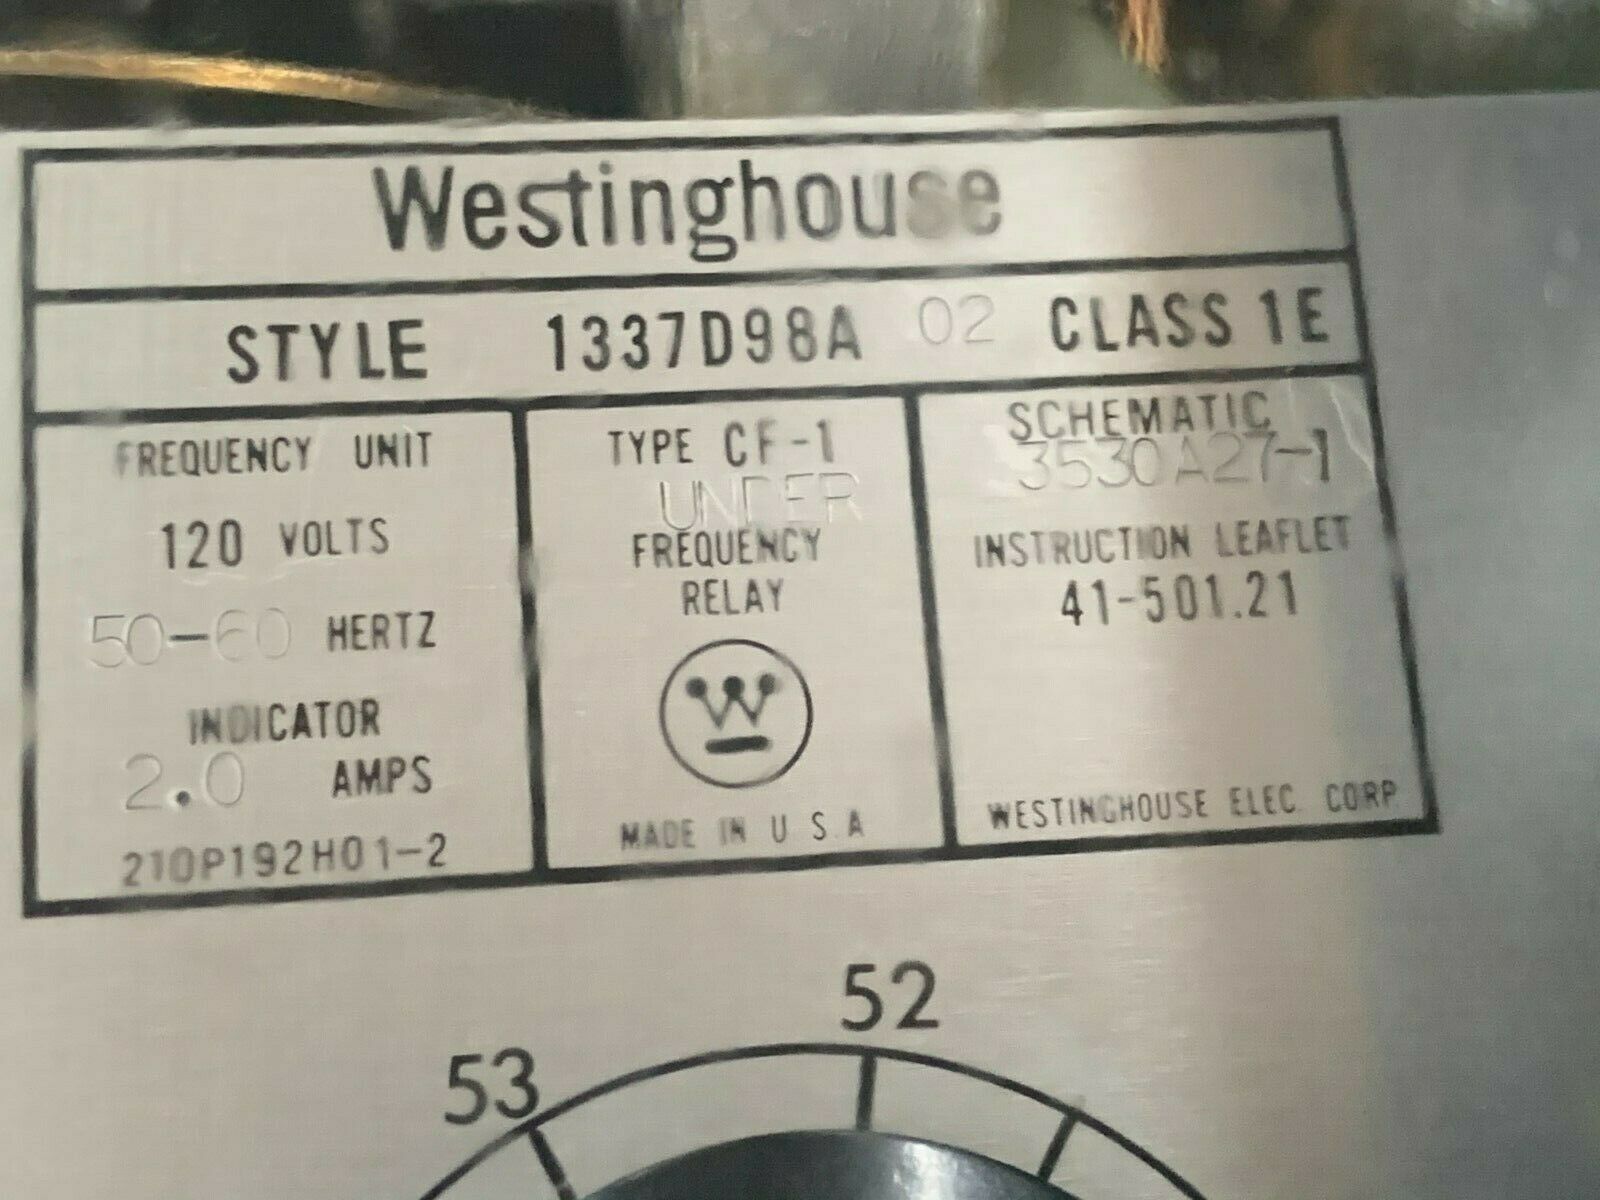 Westinghouse
STYLE 1337D98A 02 CLASS 1E
FREQUENCY UNIT
120 VOLTS
50-60 HERTZ
INDICATOR
2.0 AMPS
210P192H01-2
TYPE CF-1
UNDER
FREQUENCY
RELAY
W
MADE IN U S A
SCHEMATIC
3530A27-1
INSTRUCTION LEAFLET
41-501.21
WESTINGHOUSE ELEC. CORP
52
53